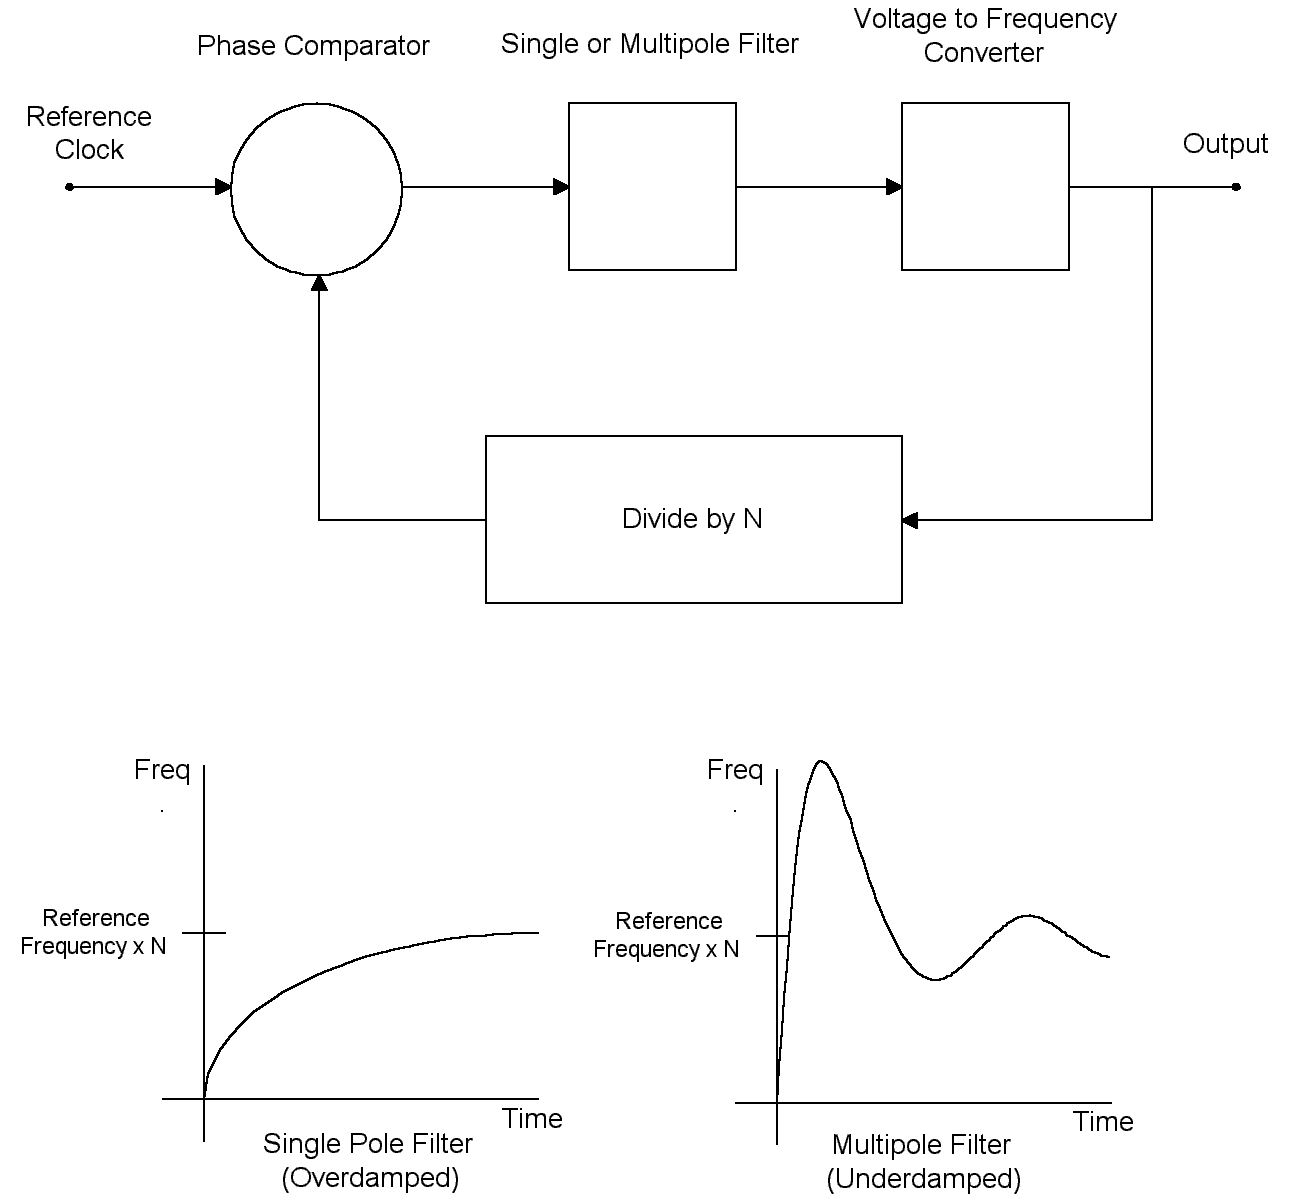 Voltage to Frequency
Converter
Phase Comparator
Single or Multipole Filter
Reference
Clock
Output
Divide by N
Freq
Reference
Frequency x N
Time
Single Pole Filter
(Overdamped)
Freq
Reference
Frequency x N
Time
Multipole Filter
(Underdamped)